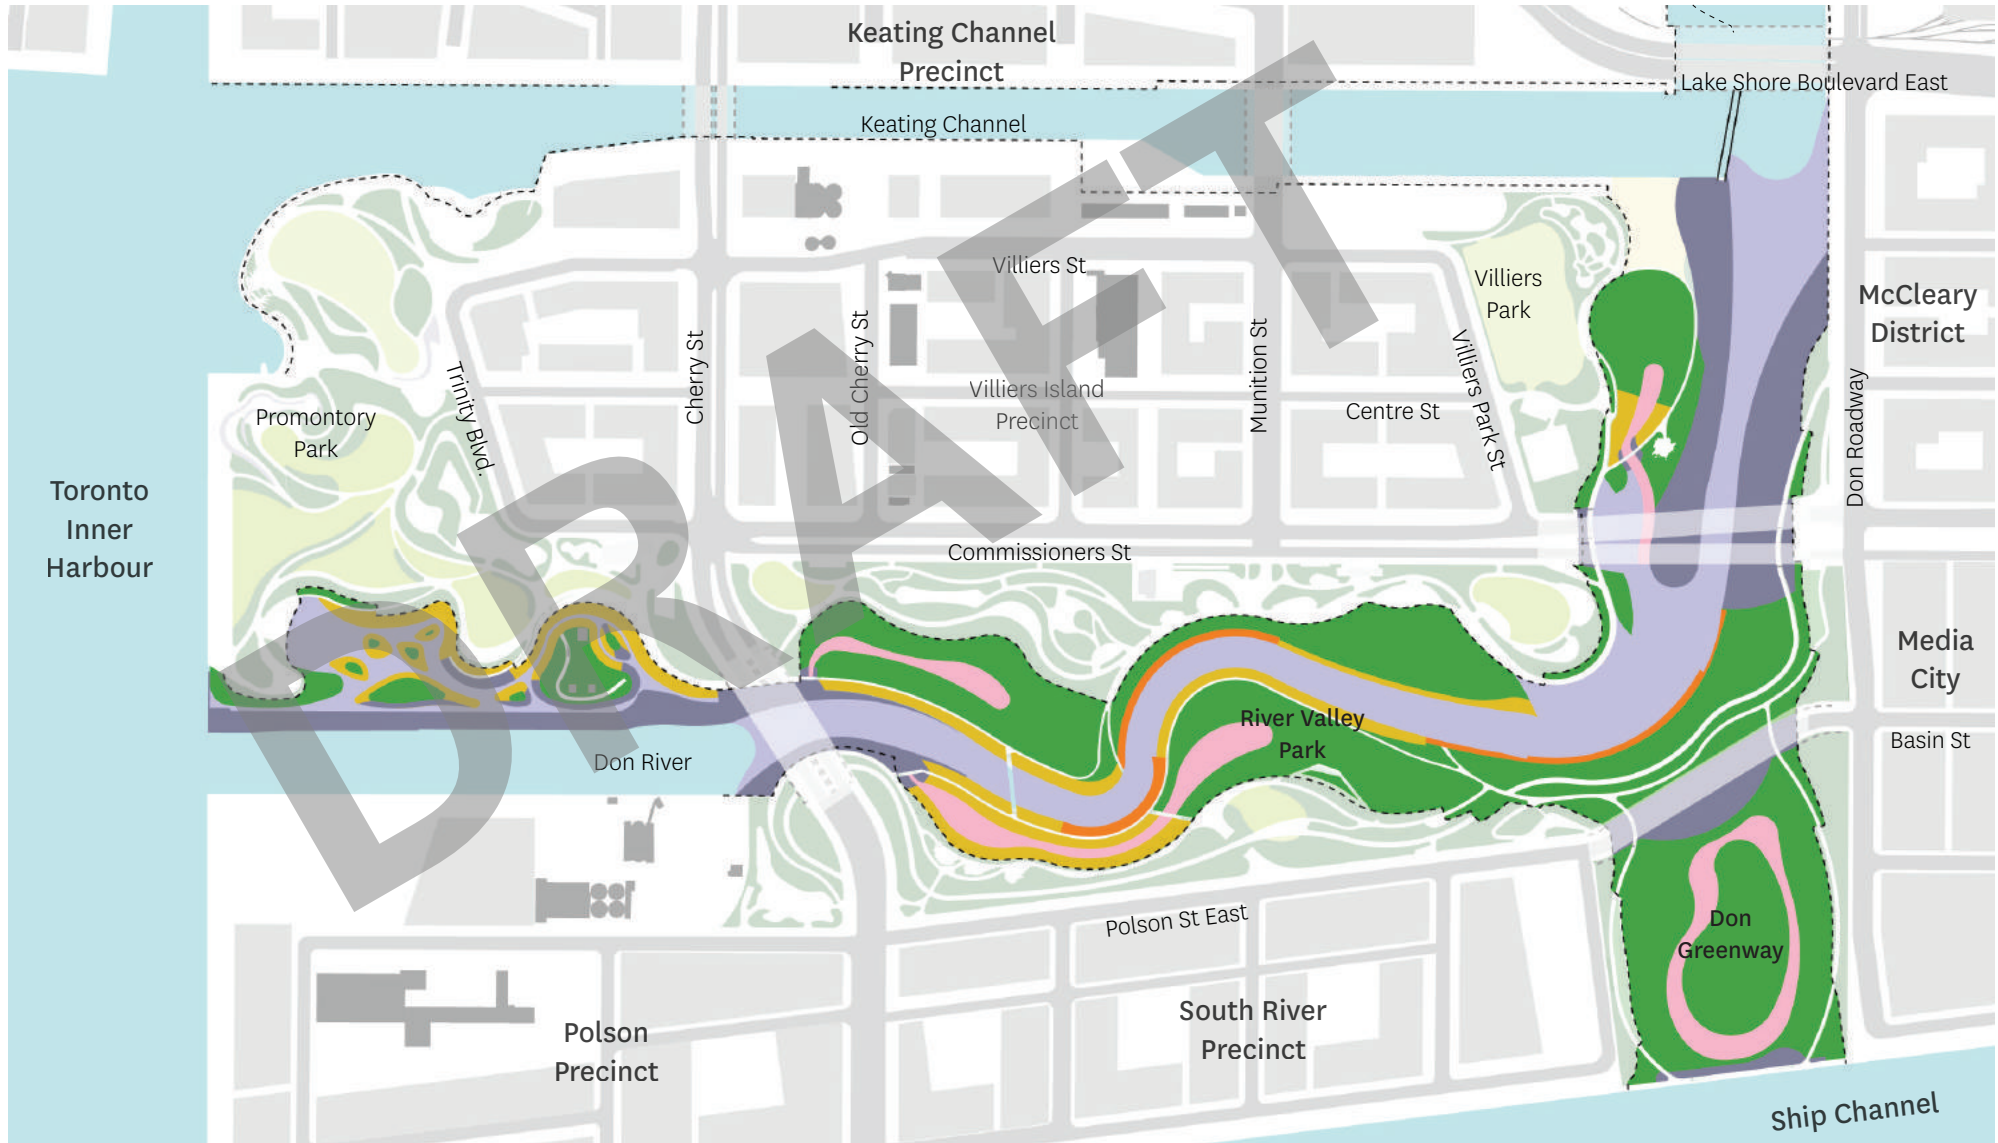 Keating Channel
Precinct
Lake Shore Boulevard East
Keating Channel
Villiers St
Villiers
Park
McCleary
District
Cherry St
Old Cherry St
Munition St
Villiers Park St
Trinity Blvd.
Villiers Island
Precinct
Centre St
Don Roadway
Promontory
Park
Toronto
Inner
Harbour
Commissioners St
DRAFT
Media
City
River Valley
Park
Basin St
Don River
Polson St East
Don
Greenway
South River
Precinct
Polson
Precinct
Ship Channel